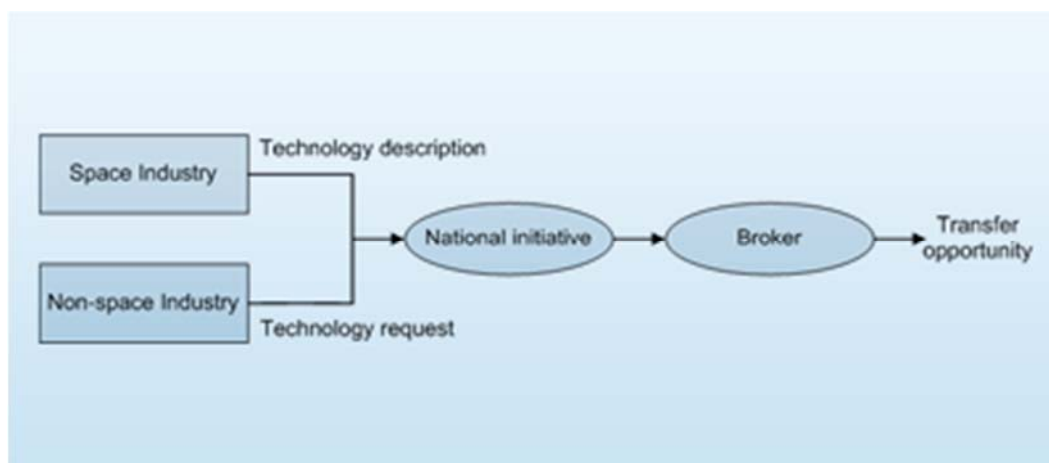 Technology description
Space Industry
National initiative
Broker
Transfer
opportunity
Non-space Industry
Technology request